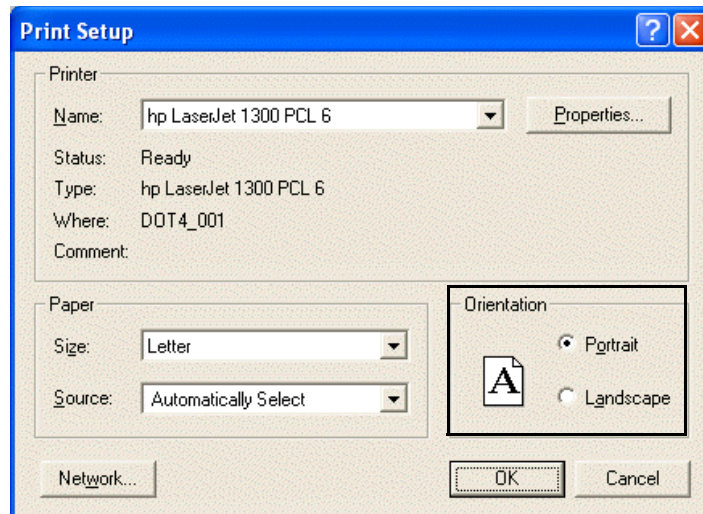 Print Setup
Printer
Name: hp LaserJet 1300 PCL 6 Properties...
Status: Ready
Type: hp LaserJet 1300 PCL 6
Where: DOT4_001
Comment:
Paper
Size: Letter
Source: Automatically Select
Orientation
A
Portrait
Landscape
Network... OK Cancel